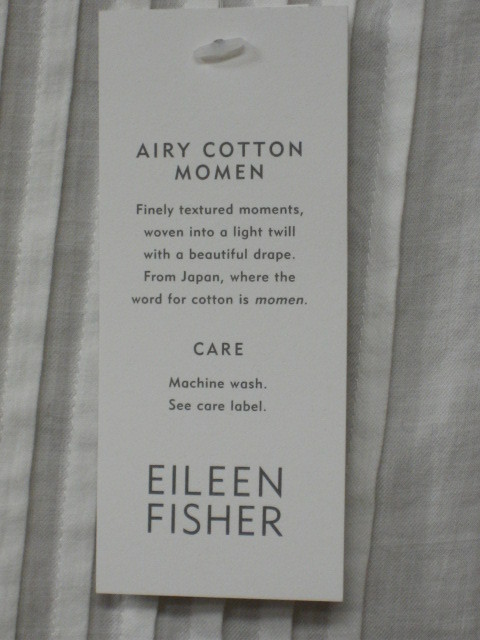 AIRY COTTON
MOMEN
Finely textured moments,
woven into a light twill
with a beautiful drape.
From Japan, where the
word for cotton is momen.
CARE
Machine wash.
See care label.
EILEEN
FISHER